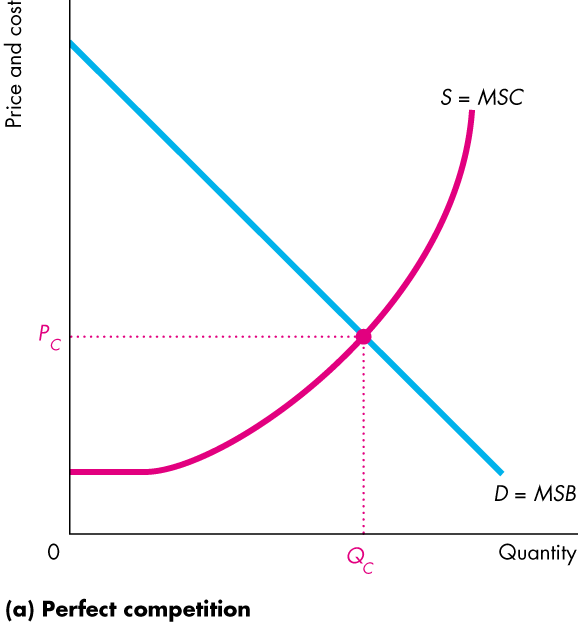 Price and cost
S = MSC
P_C
D = MSB
0
Q_C
Quantity
(a) Perfect competition